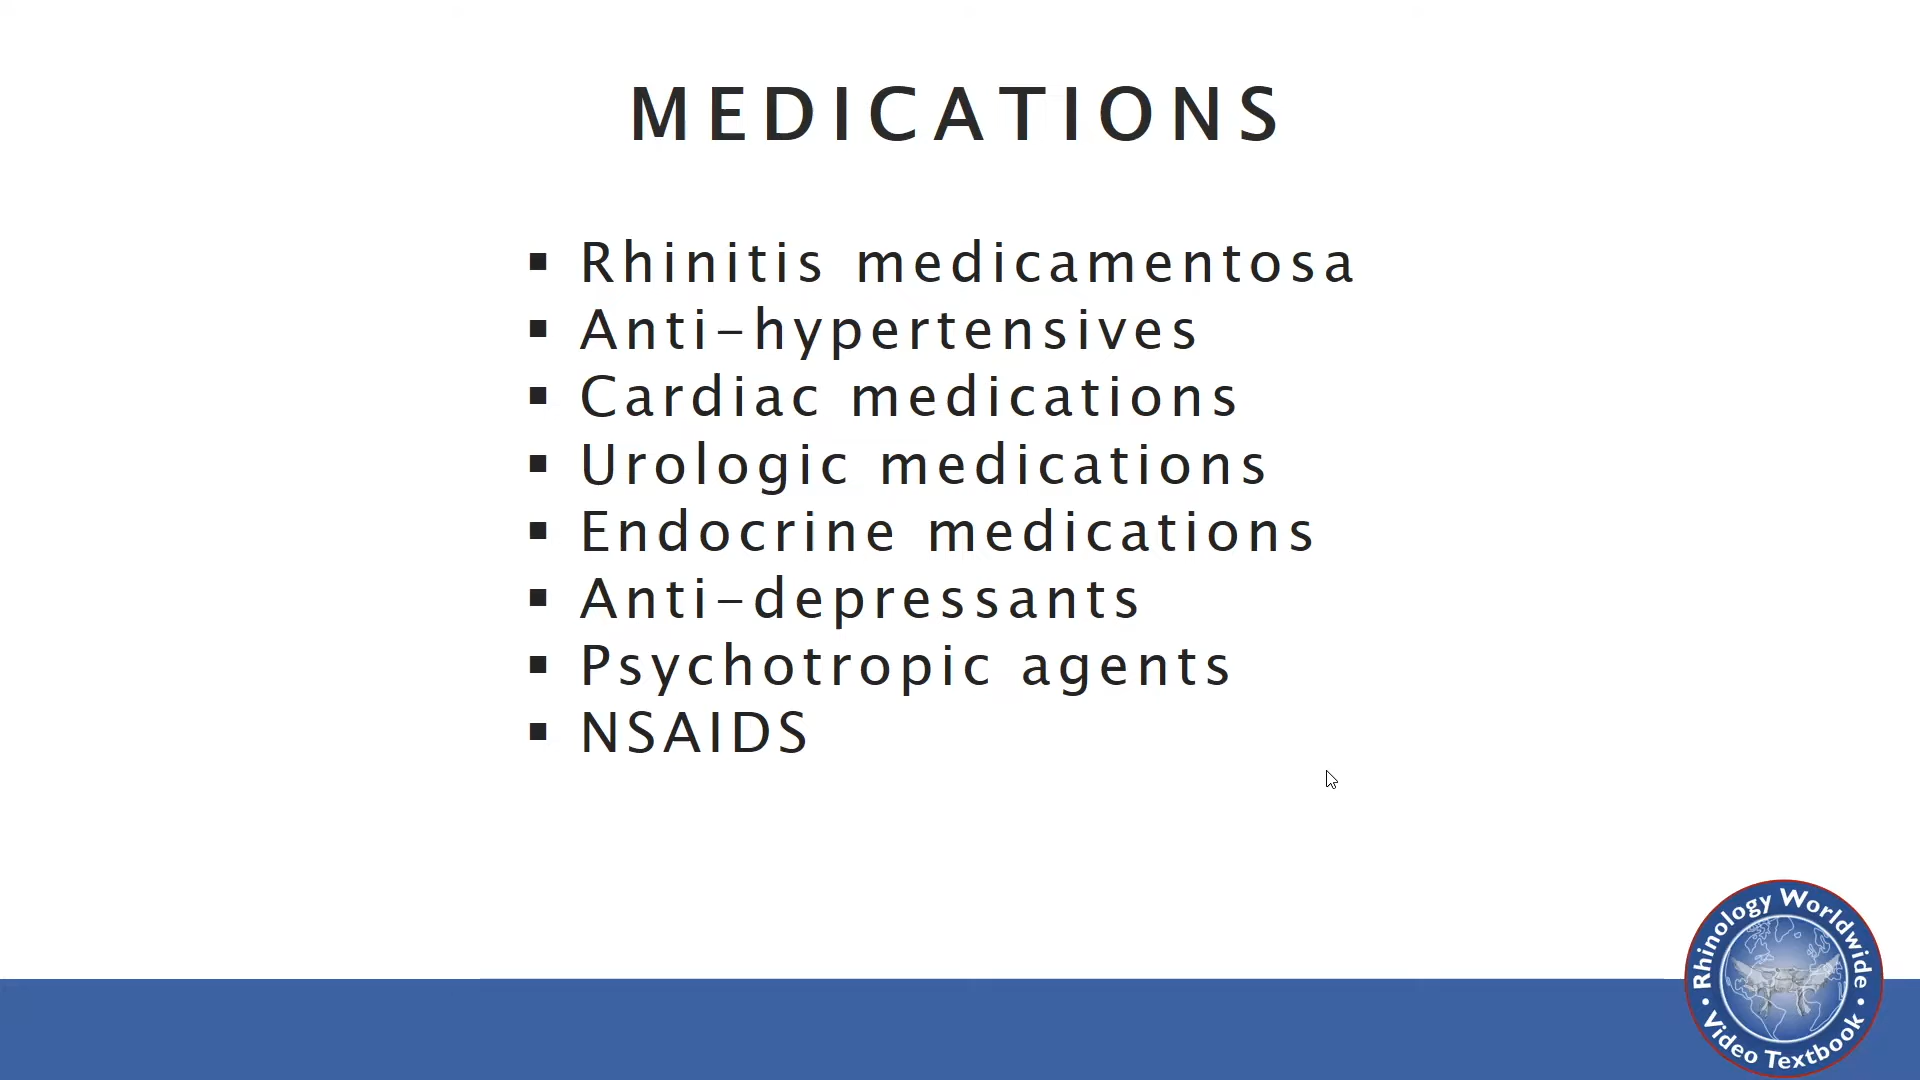 MEDICATIONS
▪ Rhinitis medicamentosa
▪ Anti-hypertensives
▪ Cardiac medications
▪ Urologic medications
▪ Endocrine medications
▪ Anti-depressants
▪ Psychotropic agents
▪ NSAIDS
Rhinology Worldwide
• Video Textbook •